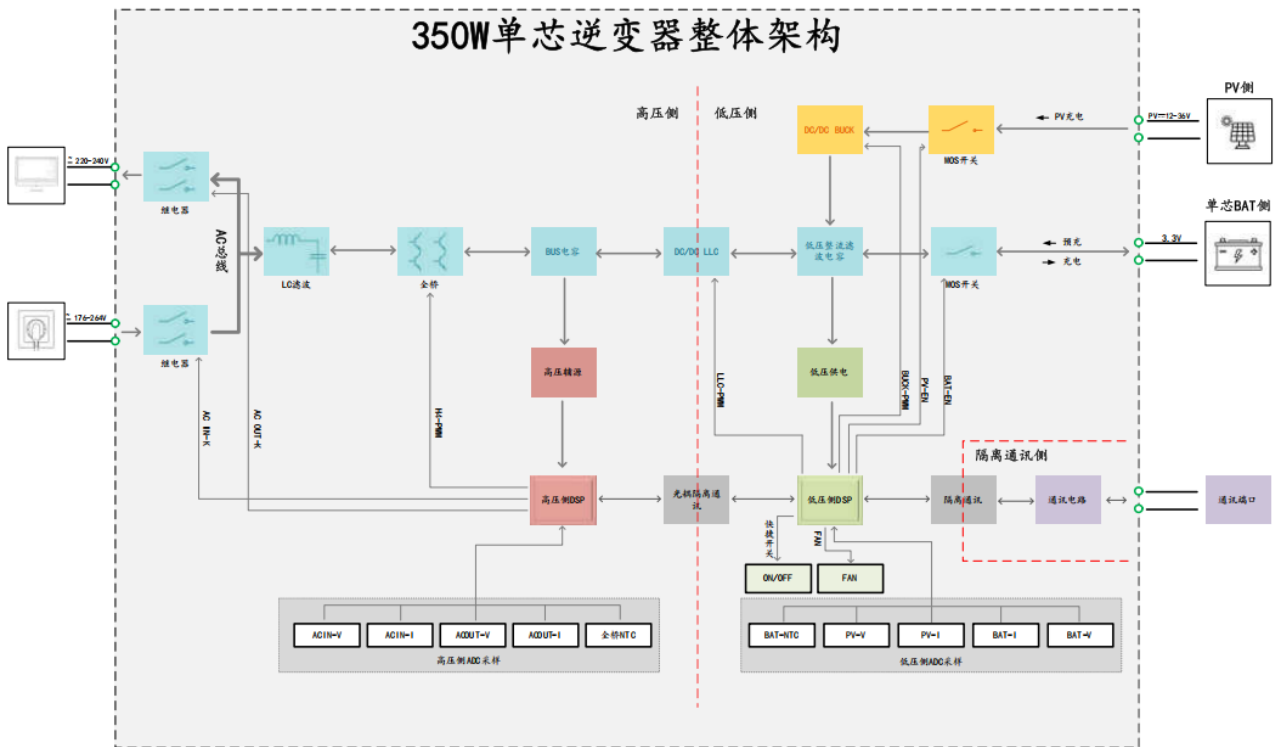 350W单芯逆变器整体架构
高压侧
低压侧
PV侧
DC/DC BUCK
MOS开关
PV充电
PV==12-36V
220-240V
继电器
AC母线
LC滤波
全桥
BUS电容
DC/DC LLC
低压整流滤
波电容
MOS开关
预充
充电
单芯BAT侧
3.3V
176-264V
继电器
高压辅源
低压供电
AC IN-K
AC OUT-K
H4-PWM
LLC-PWM
BUCK-PWM
PV-EN
BAT-EN
隔离通讯侧
高压侧DSP
光耦隔离通
讯
低压侧DSP
隔离通讯
通讯电路
通讯端口
快捷开关
FAN
ON/OFF
FAN
ACIN-V
ACIN-I
ACOUT-V
ACOUT-I
全桥NTC
高压侧ADC采样
BAT-NTC
PV-V
PV-I
BAT-I
BAT-V
低压侧ADC采样